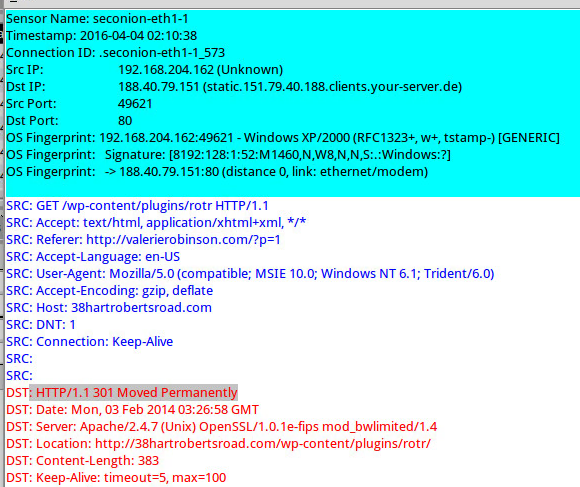 Sensor Name: seconion-eth1-1
Timestamp: 2016-04-04 02:10:38
Connection ID: .seconion-eth1-1_573
Src IP: 192.168.204.162 (Unknown)
Dst IP: 188.40.79.151 (static.151.79.40.188.clients.your-server.de)
Src Port: 49621
Dst Port: 80
OS Fingerprint: 192.168.204.162:49621 - Windows XP/2000 (RFC1323+, w+, tstamp-) [GENERIC]
OS Fingerprint: Signature: [8192:128:1:52:M1460,N,W8,N,N,S:.:Windows:?]
OS Fingerprint: -> 188.40.79.151:80 (distance 0, link: ethernet/modem)
SRC: GET /wp-content/plugins/rotr HTTP/1.1
SRC: Accept: text/html, application/xhtml+xml, */*
SRC: Referer: http://valerierobinson.com/?p=1
SRC: Accept-Language: en-US
SRC: User-Agent: Mozilla/5.0 (compatible; MSIE 10.0; Windows NT 6.1; Trident/6.0)
SRC: Accept-Encoding: gzip, deflate
SRC: Host: 38hartrobertsroad.com
SRC: DNT: 1
SRC: Connection: Keep-Alive
SRC:
SRC:
DST: HTTP/1.1 301 Moved Permanently
DST: Date: Mon, 03 Feb 2014 03:26:58 GMT
DST: Server: Apache/2.4.7 (Unix) OpenSSL/1.0.1e-fips mod_bwlimited/1.4
DST: Location: http://38hartrobertsroad.com/wp-content/plugins/rotr/
DST: Content-Length: 383
DST: Keep-Alive: timeout=5, max=100